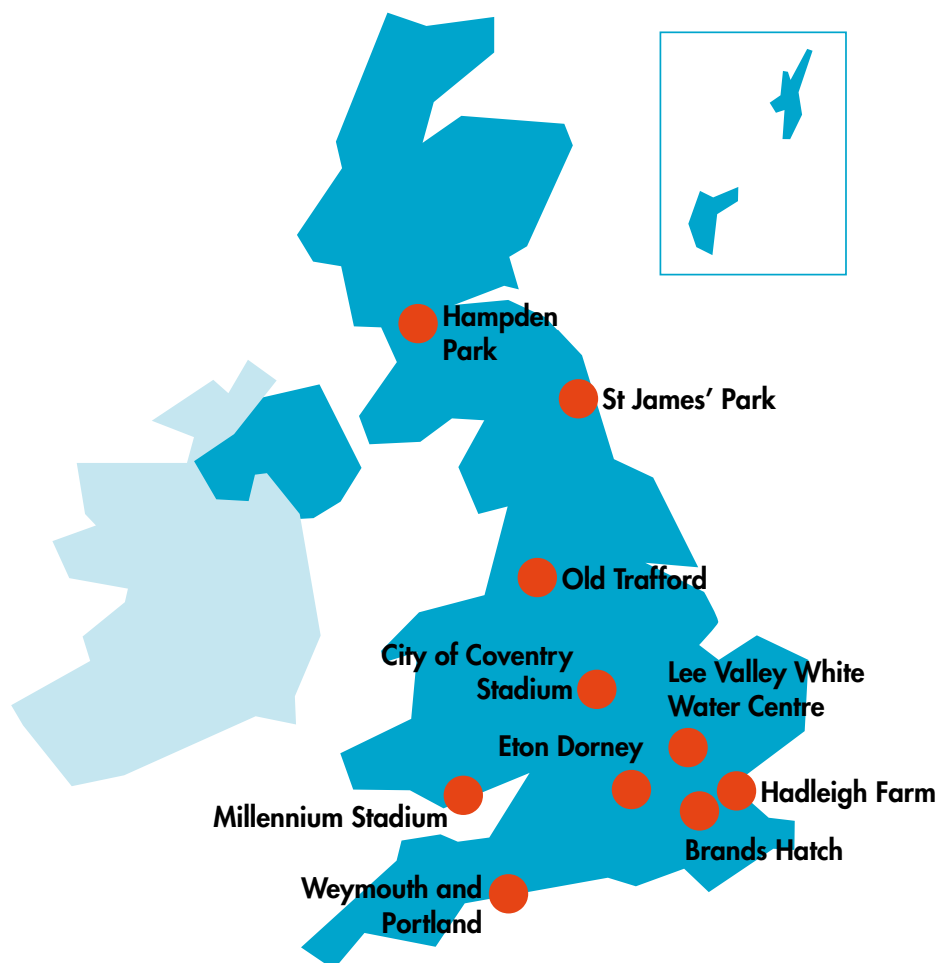 Hampden
Park
St James’ Park
Old Trafford
City of Coventry
Stadium
Lee Valley White
Water Centre
Eton Dorney
Hadleigh Farm
Millennium Stadium
Brands Hatch
Weymouth and
Portland